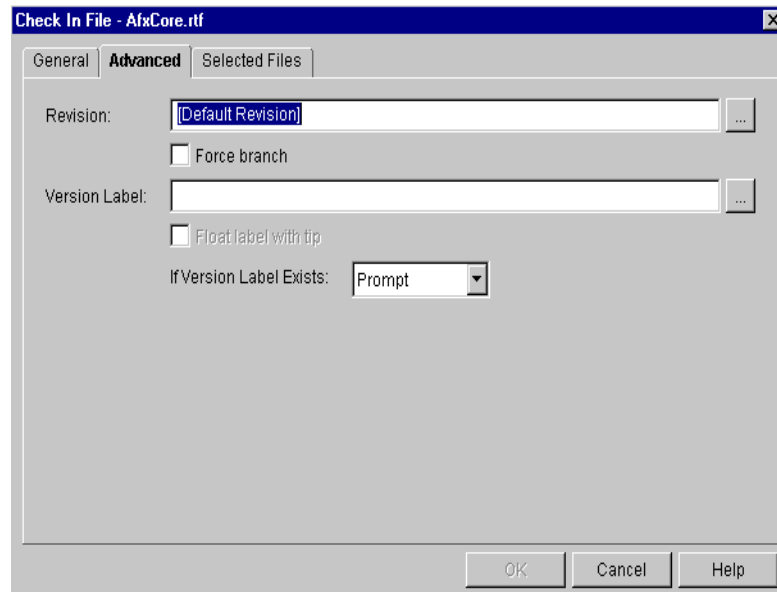 Check In File - AfxCore.rtf
General Advanced Selected Files
Revision: [Default Revision] ...
Force branch
Version Label: ...
Float label with tip
If Version Label Exists: Prompt
OK Cancel Help